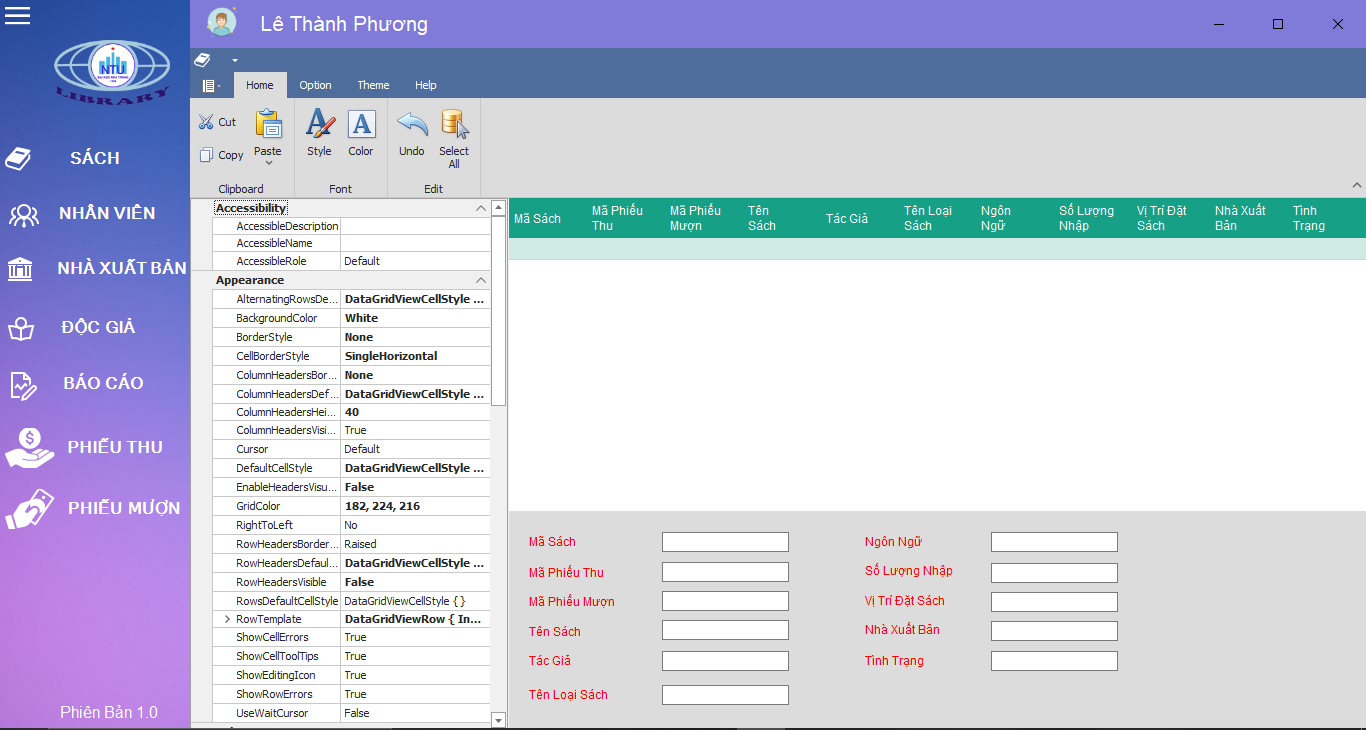 Lê Thành Phương
NTU
LIBRARY
SÁCH
NHÂN VIÊN
NHÀ XUẤT BẢN
ĐỘC GIẢ
BÁO CÁO
PHIẾU THU
PHIẾU MƯỢN
Phiên Bản 1.0
Home Option Theme Help
Cut
Copy
Paste
Clipboard
Style
Color
Font
Undo
Select
All
Edit
Accessibility
AccessibleDescription
AccessibleName
AccessibleRole Default
Appearance
AlternatingRowsDe... DataGridViewCellStyle ...
BackgroundColor White
BorderStyle None
CellBorderStyle SingleHorizontal
ColumnHeadersBor... None
ColumnHeadersDef... DataGridViewCellStyle ...
ColumnHeadersHei... 40
ColumnHeadersVisi... True
Cursor Default
DefaultCellStyle DataGridViewCellStyle ...
EnableHeadersVisu... False
GridColor 182, 224, 216
RightToLeft No
RowHeadersBorder... Raised
RowHeadersDefaul... DataGridViewCellStyle ...
RowHeadersVisible False
RowsDefaultCellStyle DataGridViewCellStyle { }
RowTemplate DataGridViewRow { In...
ShowCellErrors True
ShowCellToolTips True
ShowEditingIcon True
ShowRowErrors True
UseWaitCursor False
Mã Sách
Mã Phiếu
Thu
Mã Phiếu
Mượn
Tên
Sách
Tác Giả
Tên Loại
Sách
Ngôn
Ngữ
Số Lượng
Nhập
Vị Trí Đặt
Sách
Nhà Xuất
Bản
Tình
Trạng
Mã Sách
Mã Phiếu Thu
Mã Phiếu Mượn
Tên Sách
Tác Giả
Tên Loại Sách
Ngôn Ngữ
Số Lượng Nhập
Vị Trí Đặt Sách
Nhà Xuất Bản
Tình Trạng